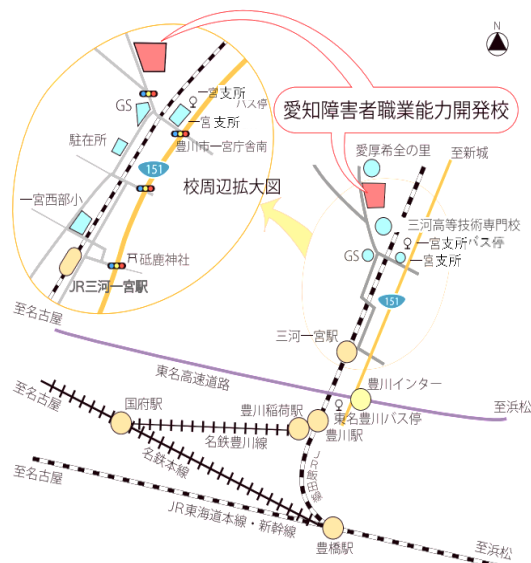 N
愛知障害者職業能力開発校
一宮支所
バス停
GS
一宮支所
豊川市一宮庁舎南
駐在所
151
校周辺拡大図
一宮西部小
砥鹿神社
JR三河一宮駅
愛厚希全の里
至新城
三河高等技術専門校
一宮支所バス停
GS
一宮支所
151
三河一宮駅
至名古屋
東名高速道路
豊川インター
至浜松
至名古屋
国府駅
豊川稲荷駅
東名豊川バス停
豊川駅
名鉄豊川線
名鉄本線
JR飯田線
至名古屋
JR東海道本線・新幹線
豊橋駅
至浜松